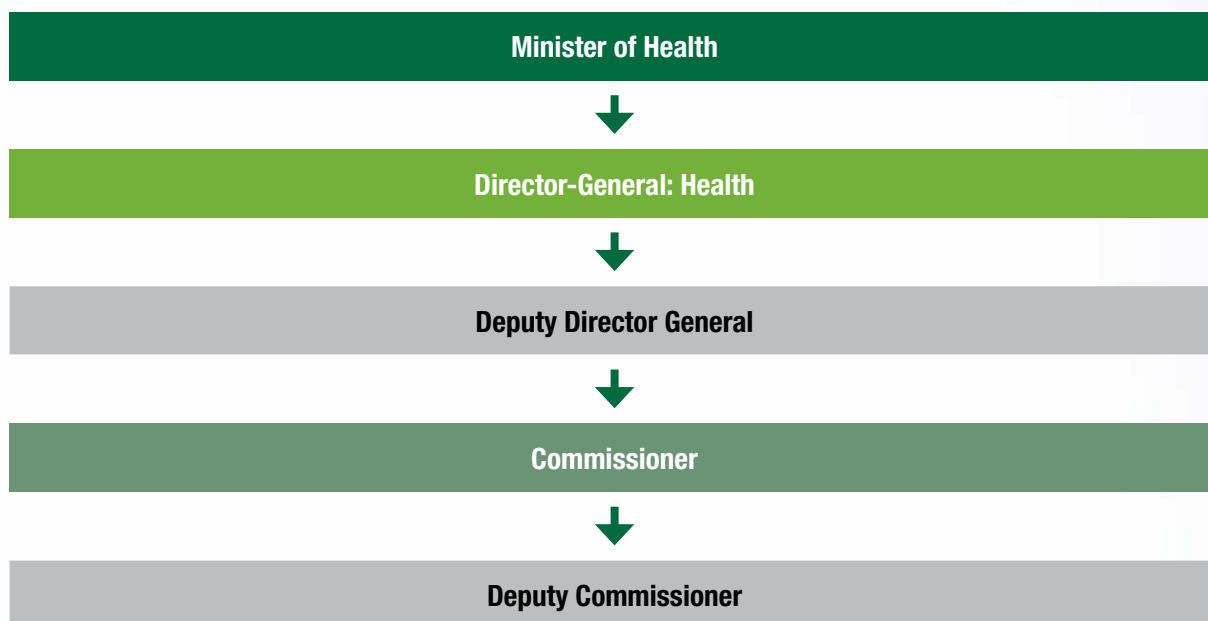 Minister of Health
Director-General: Health
Deputy Director General
Commissioner
Deputy Commissioner